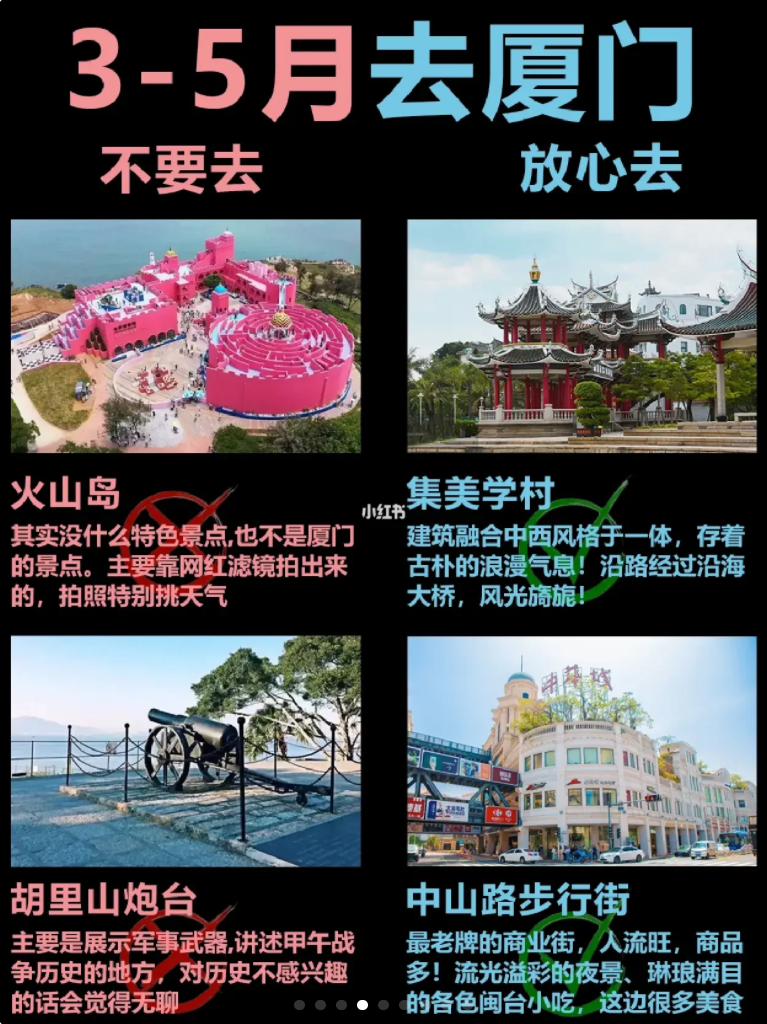 3-5月去厦门
不要去
放心去
火山岛
其实没什么特色景点,也不是厦门
的景点。主要靠网红滤镜拍出来
的，拍照特别挑天气
小红书
集美学村
建筑融合中西风格于一体，存着
古朴的浪漫气息！沿路经过沿海
大桥，风光旖旎！
胡里山炮台
主要是展示军事武器,讲述甲午战
争历史的地方，对历史不感兴趣
的话会觉得无聊
中山路步行街
最老牌的商业街，人流旺，商品
多！流光溢彩的夜景、琳琅满目
的各色闽台小吃，这边很多美食